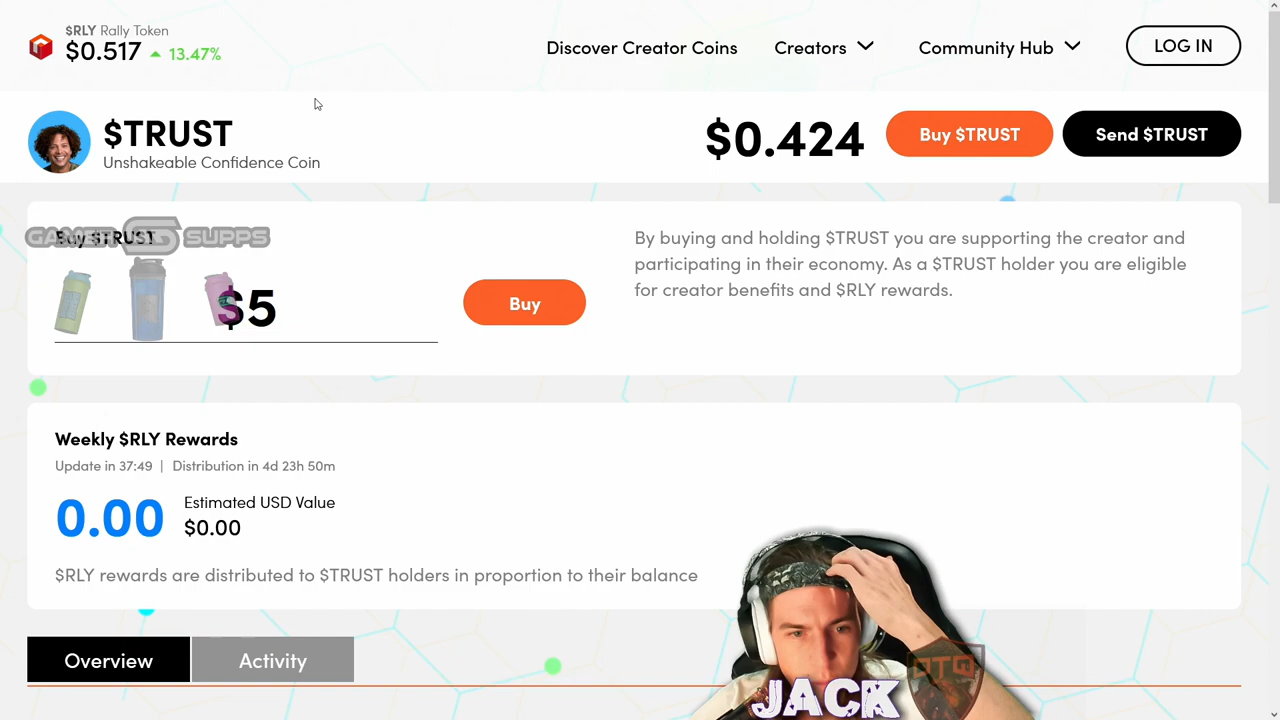 $RLY Rally Token
$0.517 13.47%
Discover Creator Coins
Creators
Community Hub
LOG IN
$TRUST
Unshakeable Confidence Coin
$0.424
Buy $TRUST
Send $TRUST
GAMER SUPPS
Buy $TRUST
$5
Buy
By buying and holding $TRUST you are supporting the creator and
participating in their economy. As a $TRUST holder you are eligible
for creator benefits and $RLY rewards.
Weekly $RLY Rewards
Update in 37:49 | Distribution in 4d 23h 50m
0.00
Estimated USD Value
$0.00
$RLY rewards are distributed to $TRUST holders in proportion to their balance
Overview
Activity
JACK